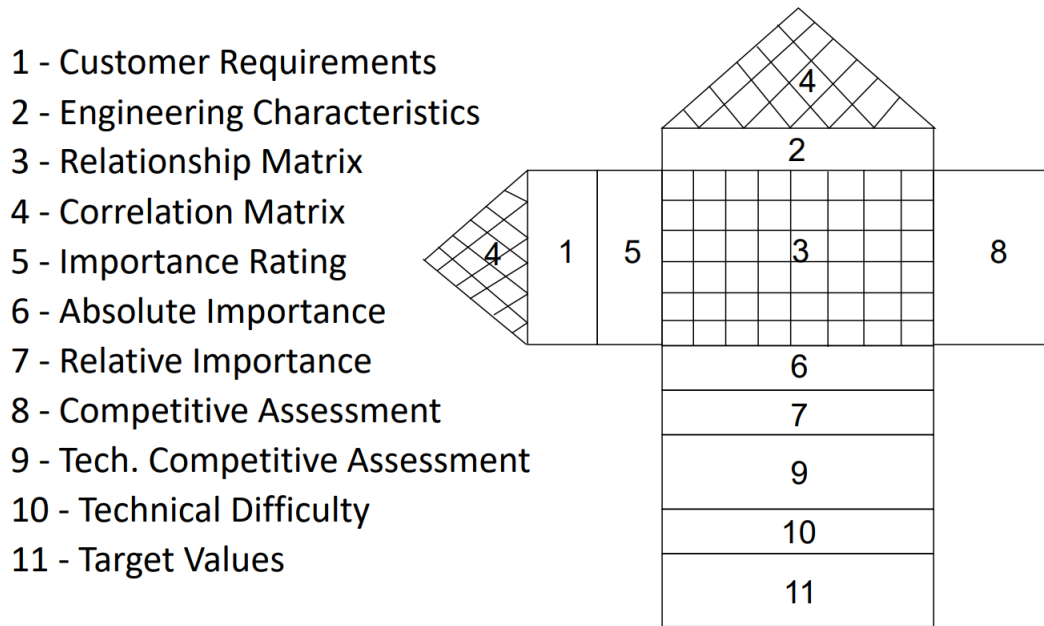 1 - Customer Requirements
2 - Engineering Characteristics
3 - Relationship Matrix
4 - Correlation Matrix
5 - Importance Rating
6 - Absolute Importance
7 - Relative Importance
8 - Competitive Assessment
9 - Tech. Competitive Assessment
10 - Technical Difficulty
11 - Target Values
4
2
4 1 5 3 8
6
7
9
10
11